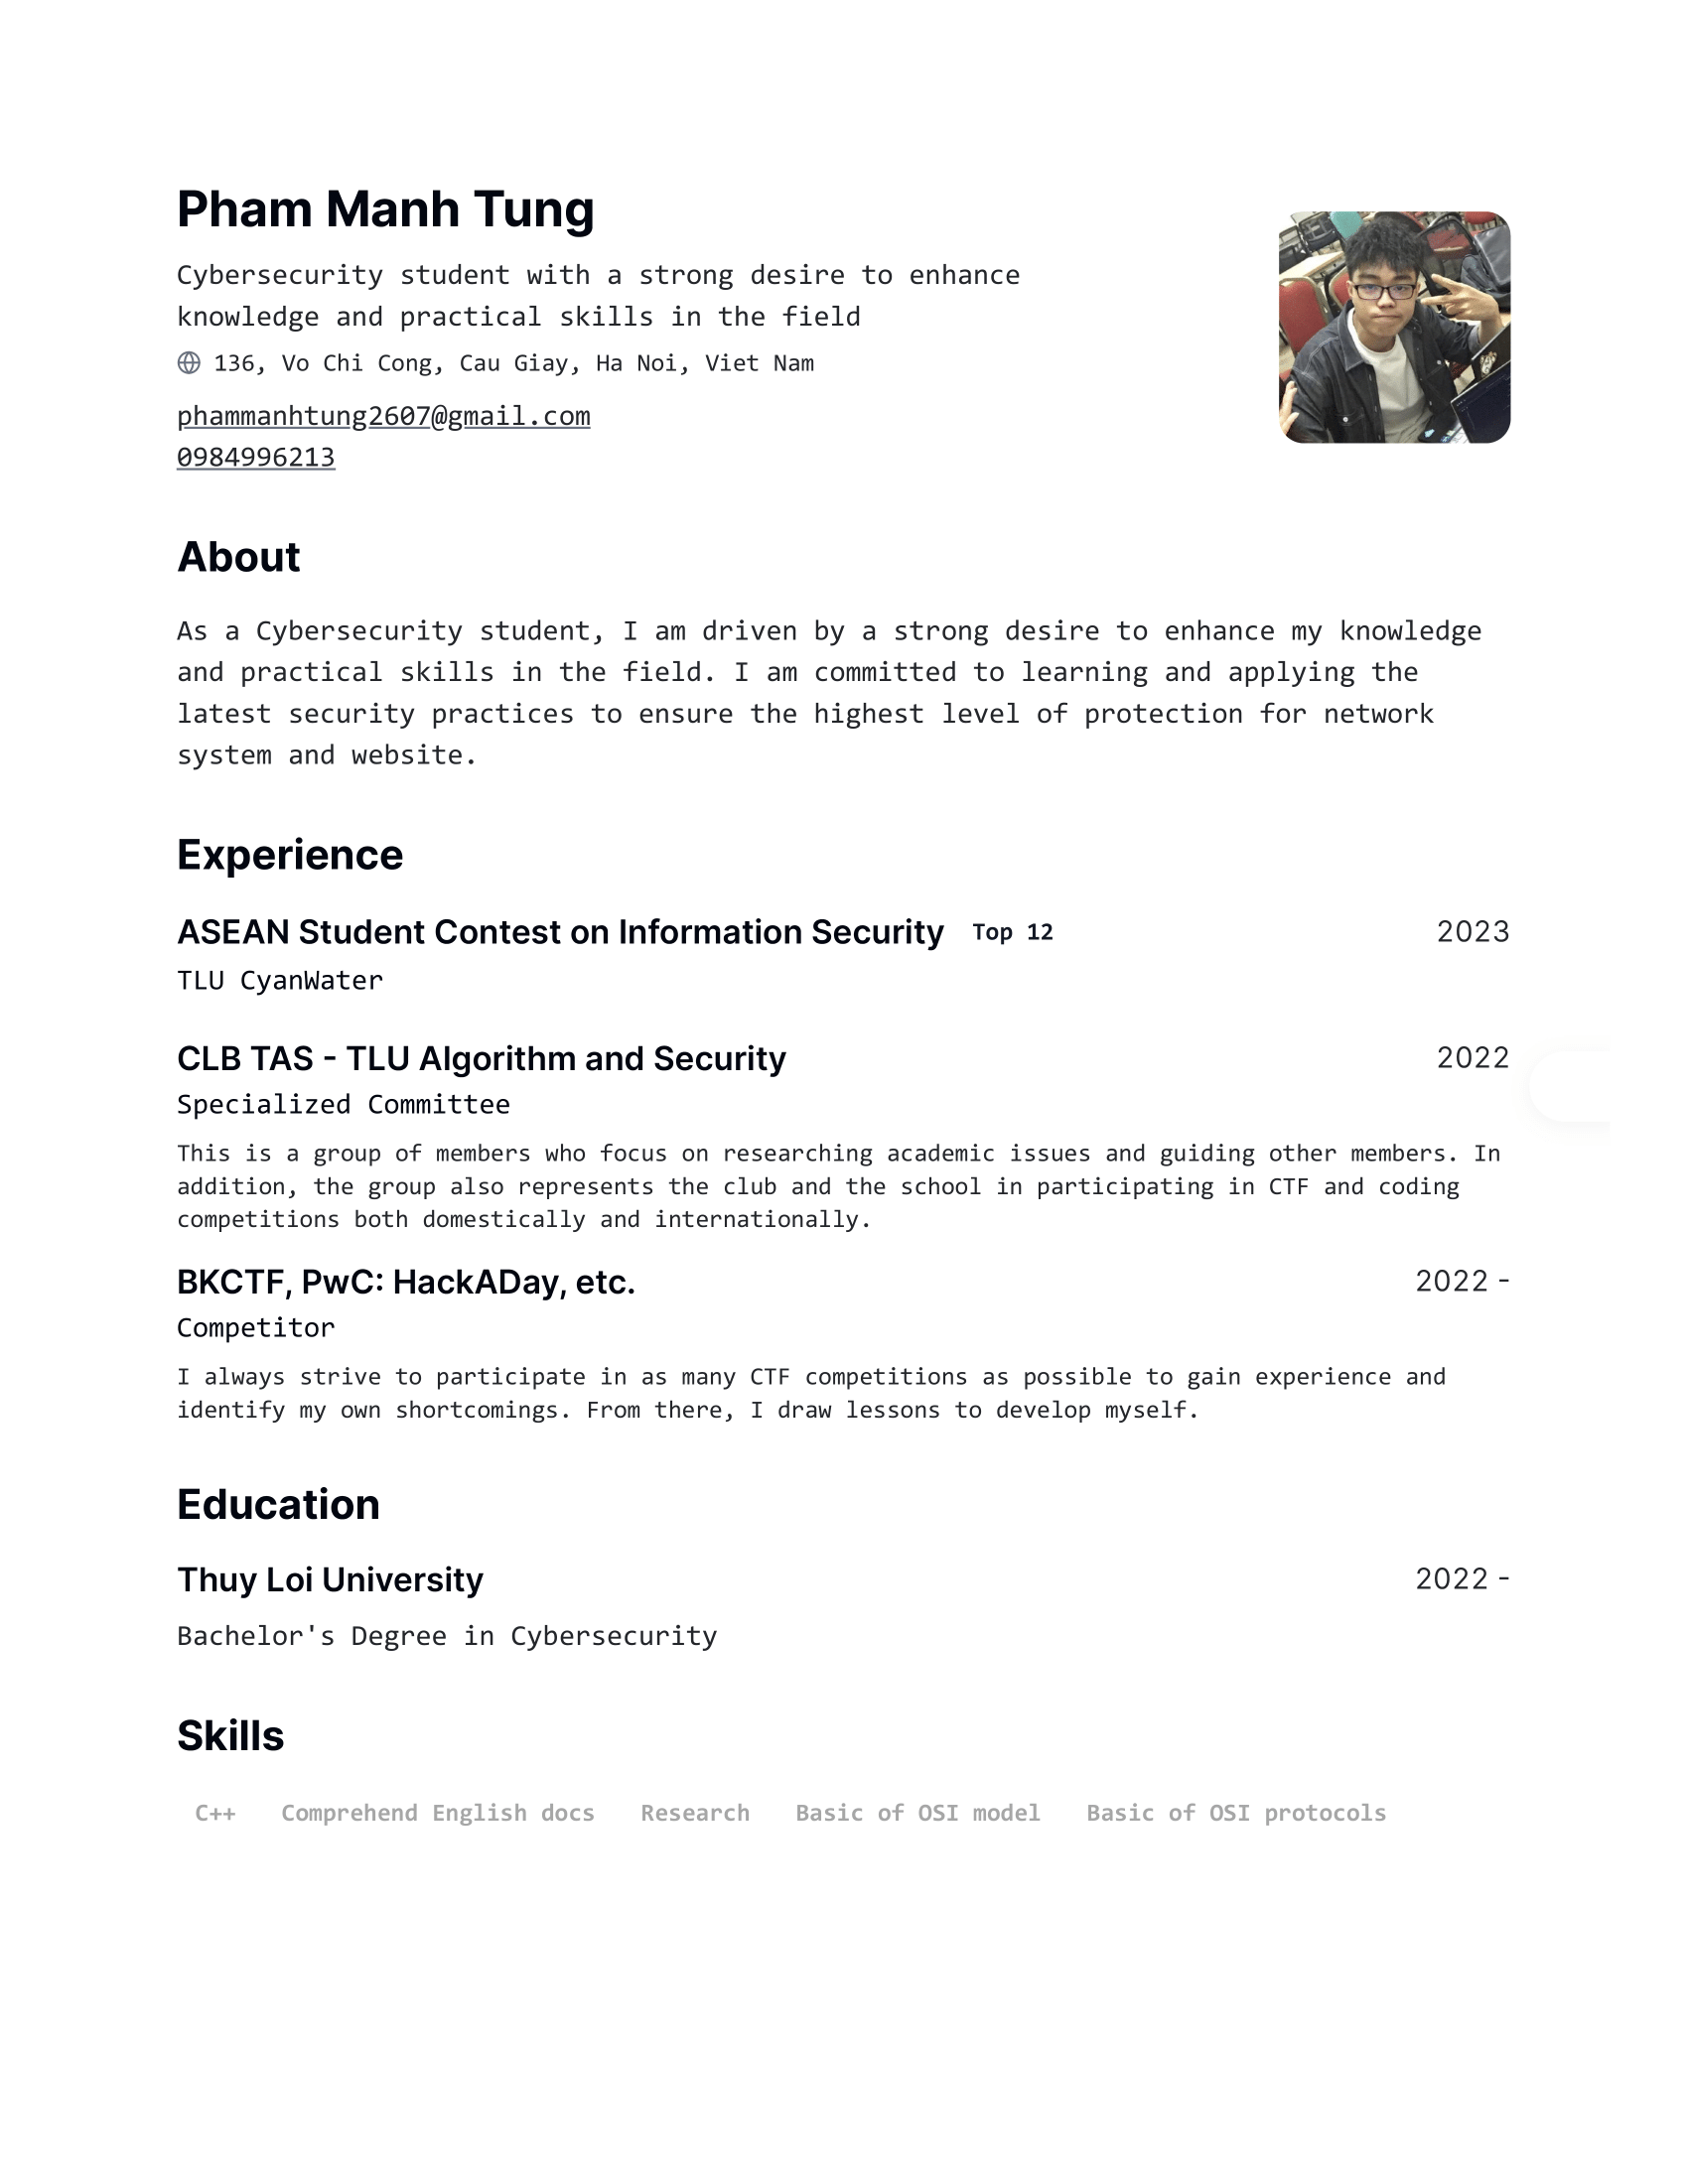 Pham Manh Tung
Cybersecurity student with a strong desire to enhance
knowledge and practical skills in the field
136, Vo Chi Cong, Cau Giay, Ha Noi, Viet Nam
phammanhtung2607@gmail.com
0984996213
About
As a Cybersecurity student, I am driven by a strong desire to enhance my knowledge
and practical skills in the field. I am committed to learning and applying the
latest security practices to ensure the highest level of protection for network
system and website.
Experience
ASEAN Student Contest on Information Security Top 12 2023
TLU CyanWater
CLB TAS - TLU Algorithm and Security 2022
Specialized Committee
This is a group of members who focus on researching academic issues and guiding other members. In
addition, the group also represents the club and the school in participating in CTF and coding
competitions both domestically and internationally.
BKCTF, PwC: HackADay, etc. 2022 -
Competitor
I always strive to participate in as many CTF competitions as possible to gain experience and
identify my own shortcomings. From there, I draw lessons to develop myself.
Education
Thuy Loi University 2022 -
Bachelor's Degree in Cybersecurity
Skills
C++ Comprehend English docs Research Basic of OSI model Basic of OSI protocols